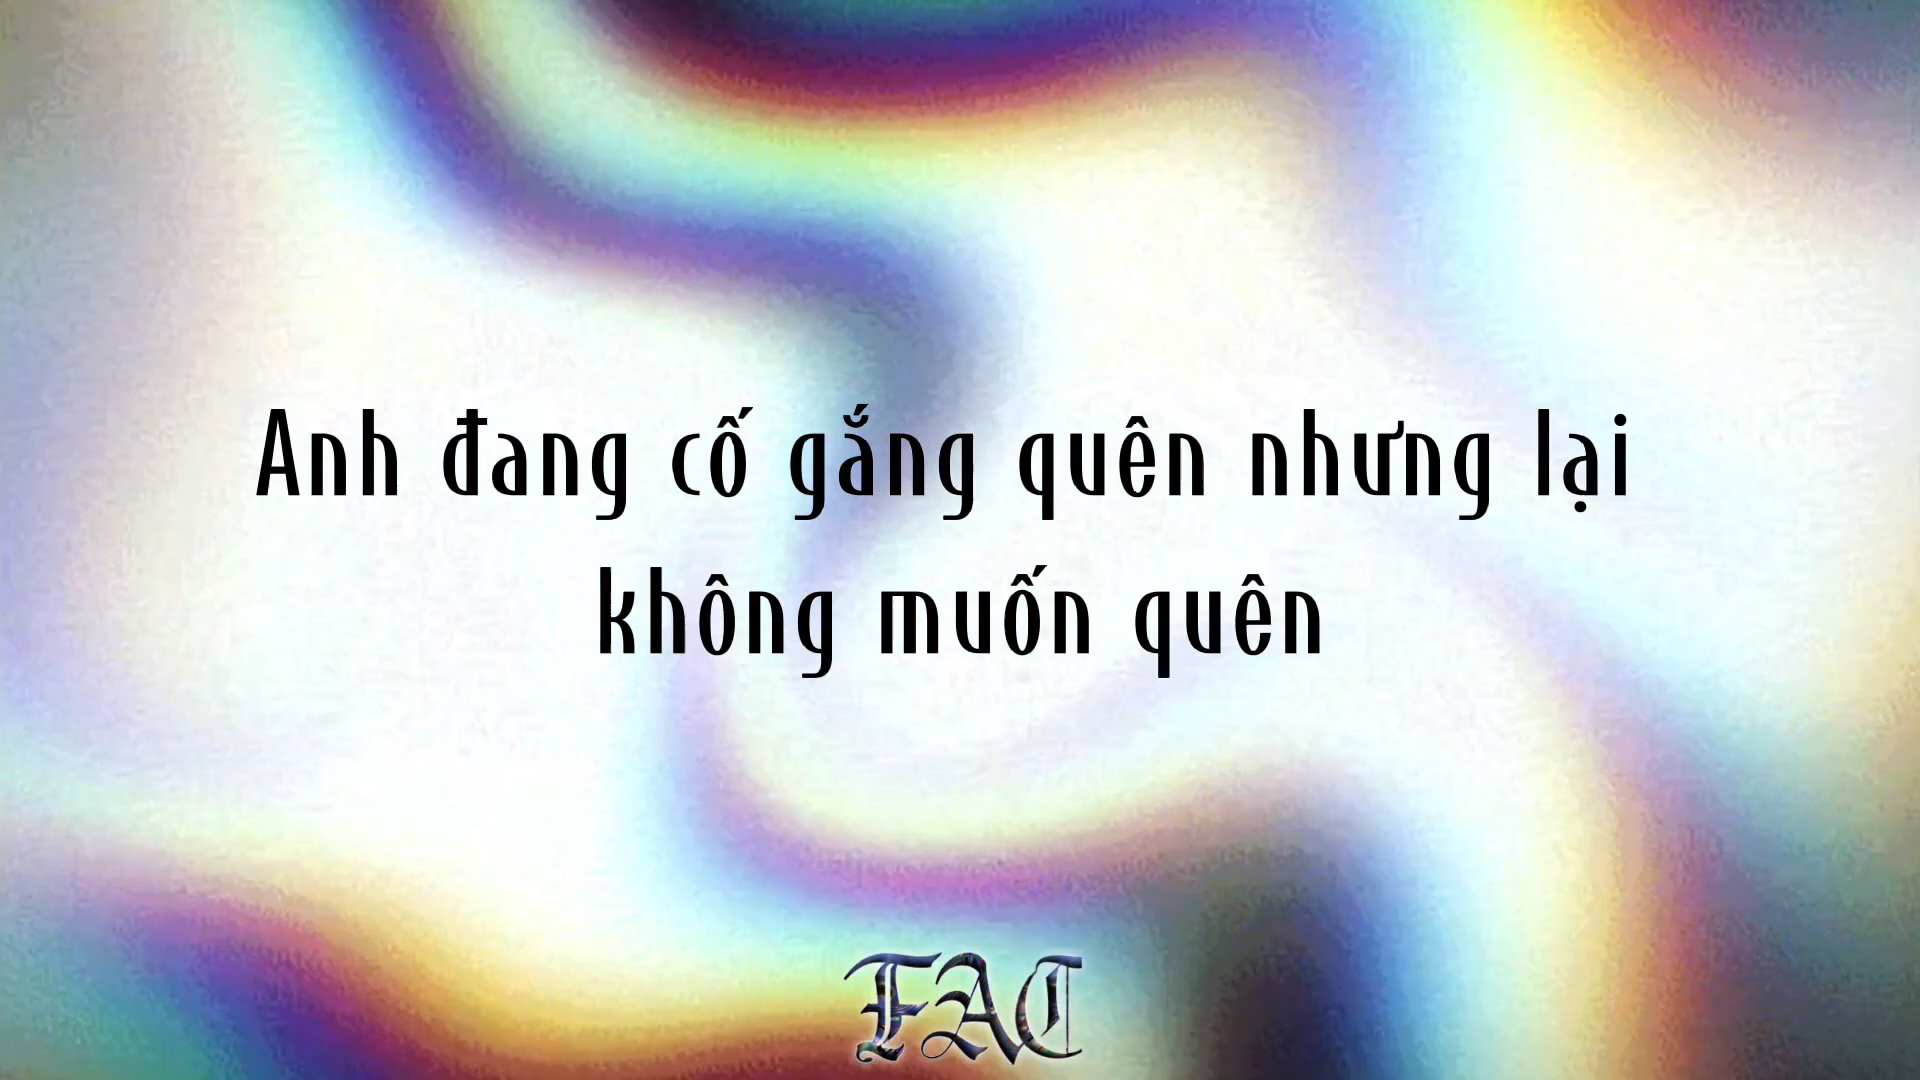 Anh đang cố gắng quên nhưng lại
không muốn quên
FAC